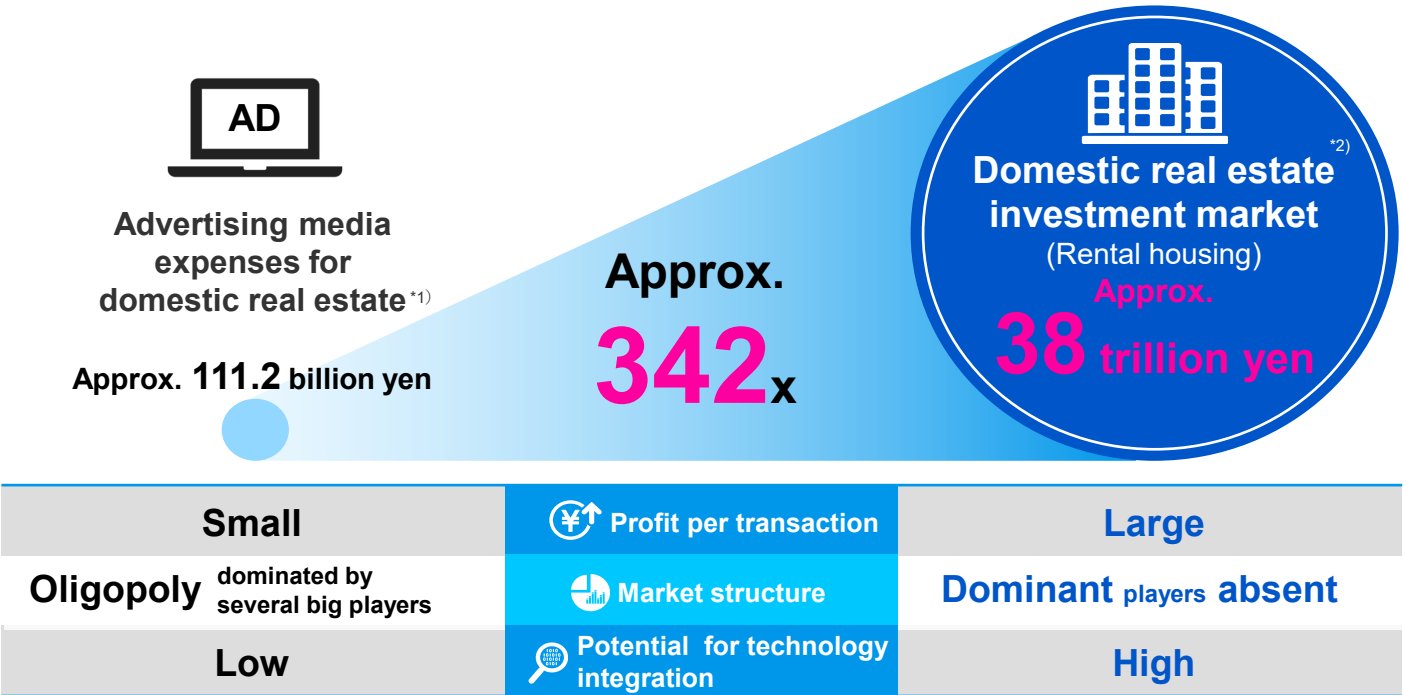 AD
Advertising media
expenses for
domestic real estate *1)
Approx. 111.2 billion yen
Approx.
342x
*2)
Domestic real estate
investment market
(Rental housing)
Approx.
38 trillion yen
Small
Profit per transaction
Large
Oligopoly dominated by
several big players
Market structure
Dominant players absent
Low
Potential for technology
integration
High